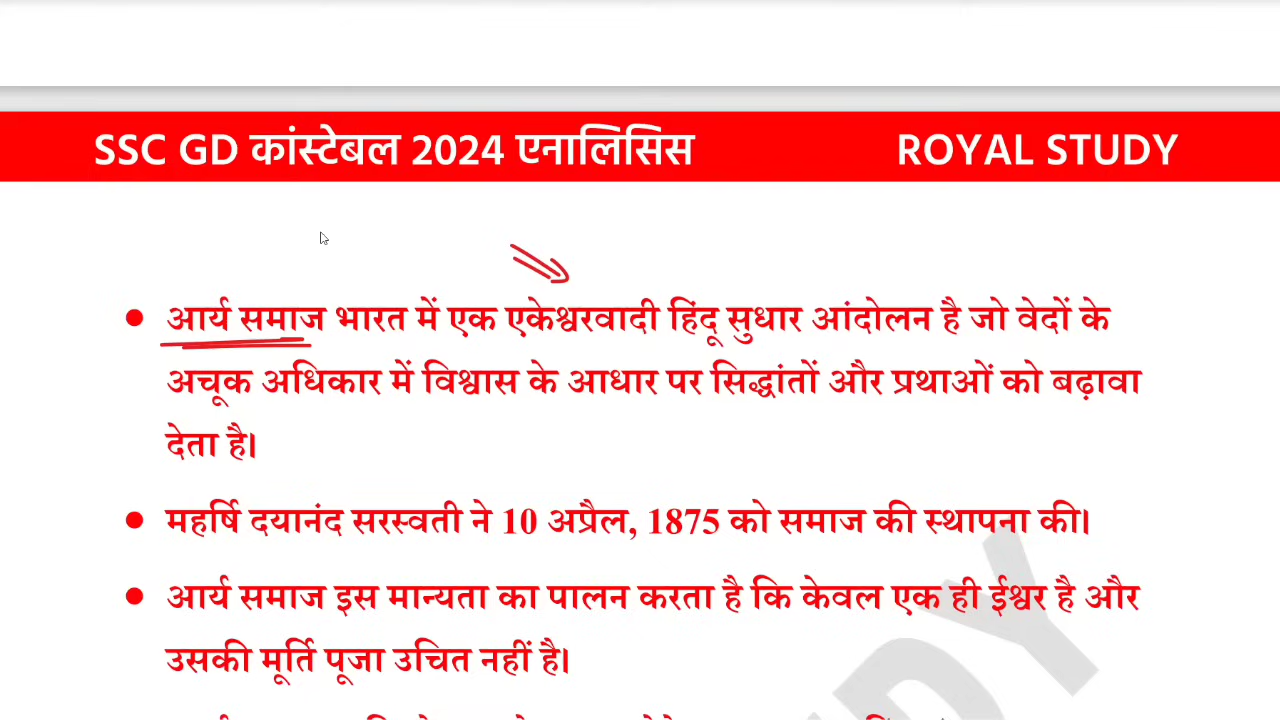 SSC GD कांस्टेबल 2024 एनालिसिस ROYAL STUDY
• आर्य समाज भारत में एक एकेश्वरवादी हिंदू सुधार आंदोलन है जो वेदों के
अचूक अधिकार में विश्वास के आधार पर सिद्धांतों और प्रथाओं को बढ़ावा
देता है।
• महर्षि दयानंद सरस्वती ने 10 अप्रैल, 1875 को समाज की स्थापना की।
• आर्य समाज इस मान्यता का पालन करता है कि केवल एक ही ईश्वर है और
उसकी मूर्ति पूजा उचित नहीं है।